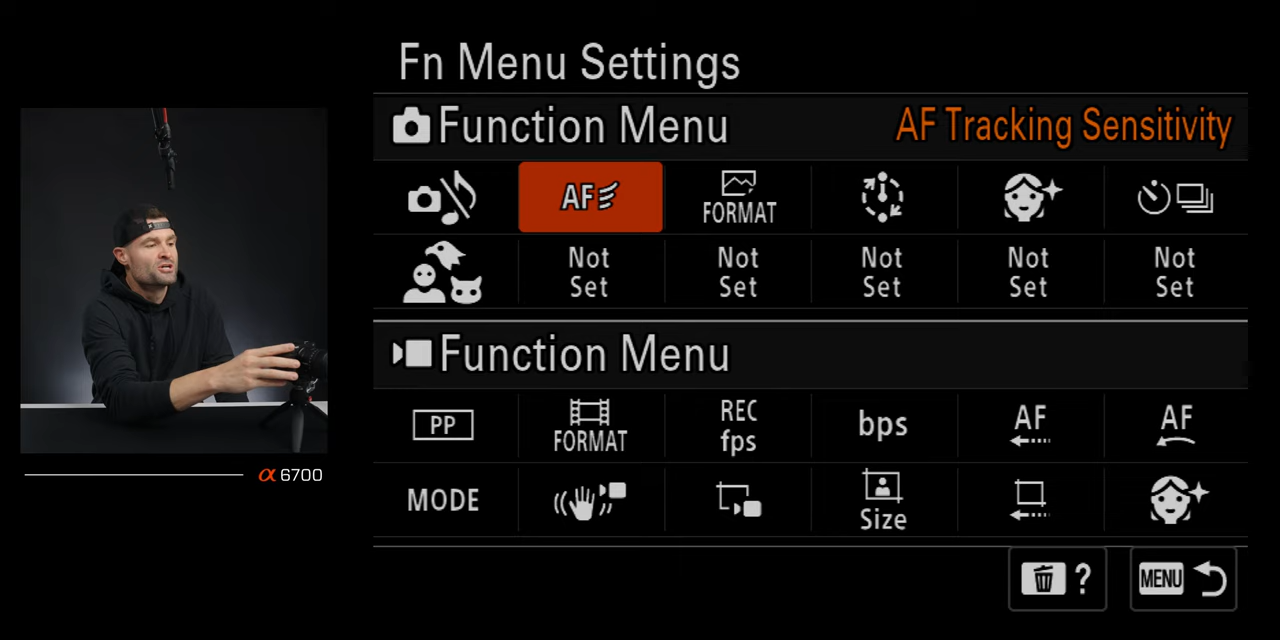 Fn Menu Settings
Function Menu
AF Tracking Sensitivity
AF
FORMAT
Not Set
Not Set
Not Set
Not Set
Not Set
Function Menu
PP
FORMAT
REC fps
bps
AF
AF
MODE
Size
?
MENU
α 6700